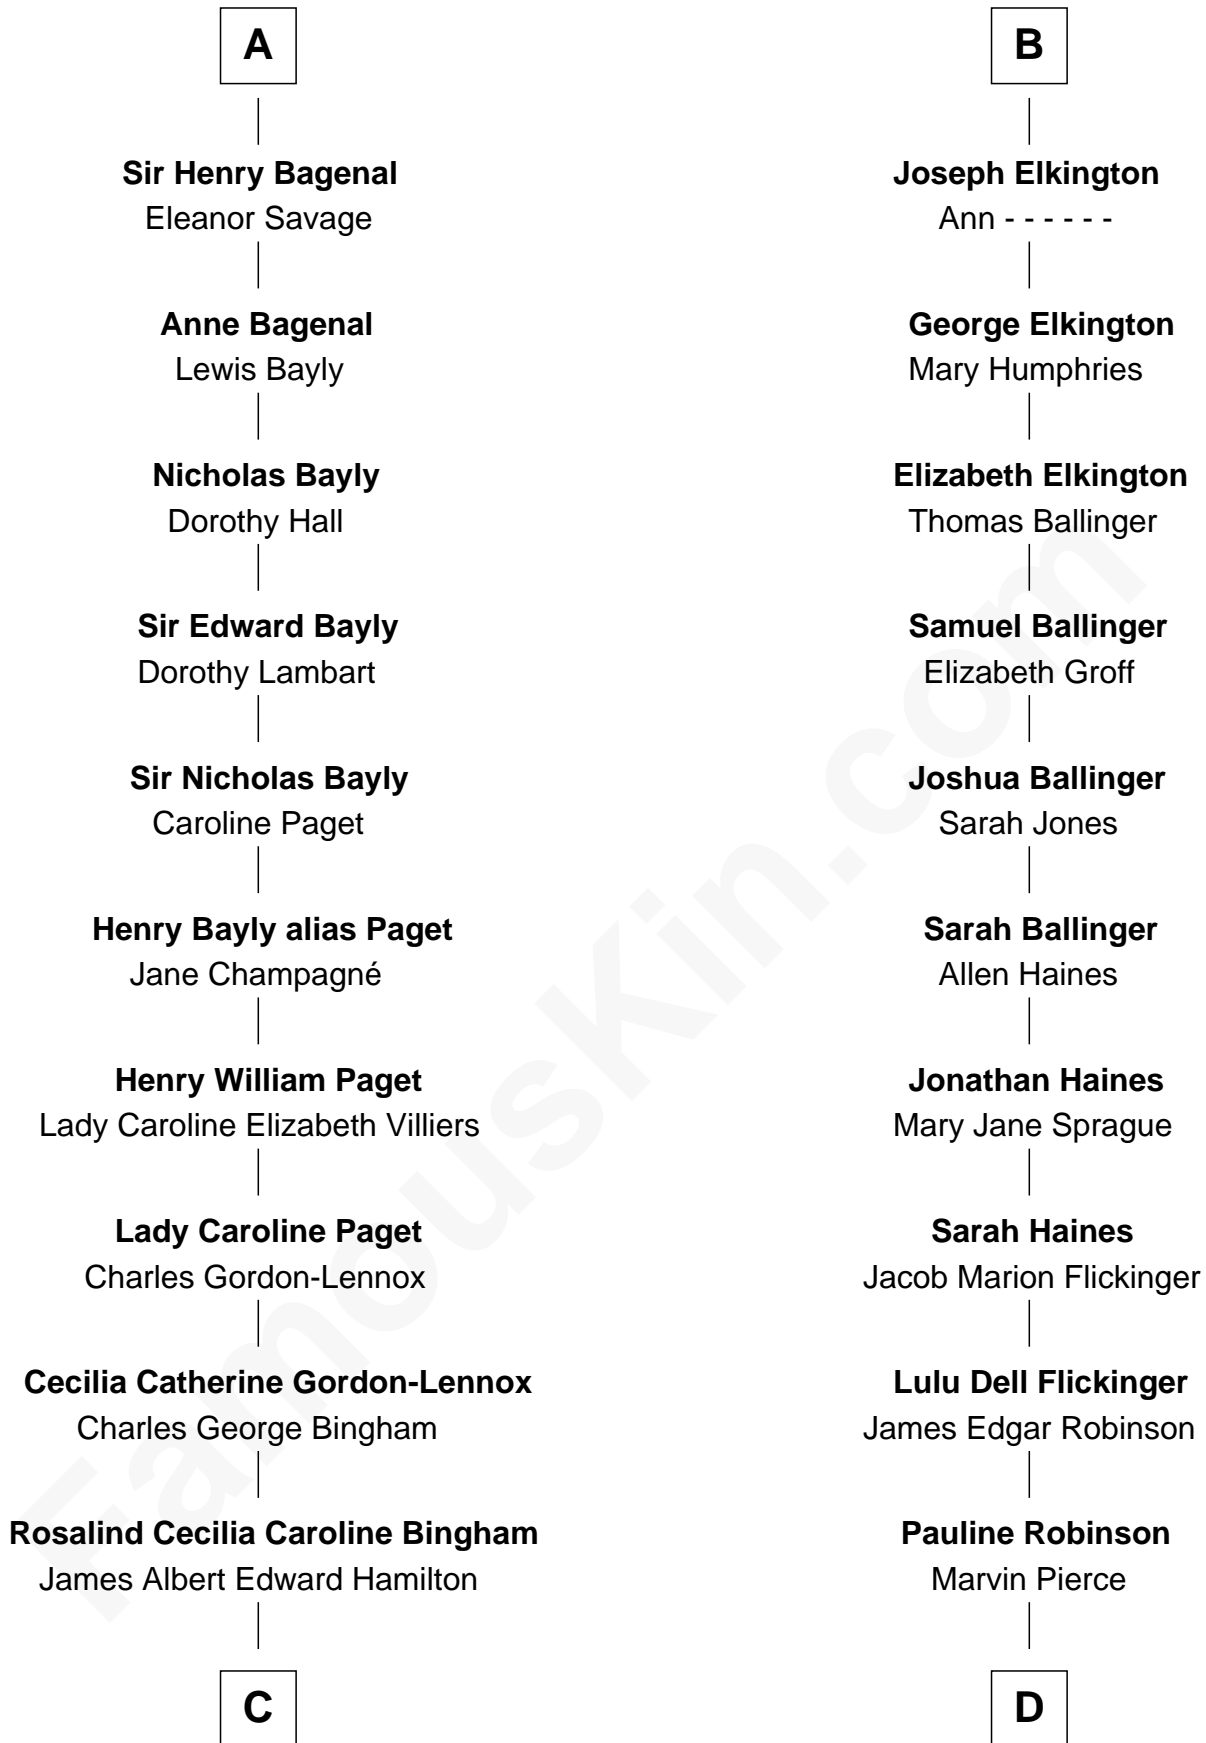 A
Sir Henry Bagenal
Eleanor Savage
Anne Bagenal
Lewis Bayly
Nicholas Bayly
Dorothy Hall
Sir Edward Bayly
Dorothy Lambart
Sir Nicholas Bayly
Caroline Paget
Henry Bayly alias Paget
Jane Champagné
Henry William Paget
Lady Caroline Elizabeth Villiers
Lady Caroline Paget
Charles Gordon-Lennox
Cecilia Catherine Gordon-Lennox
Charles George Bingham
Rosalind Cecilia Caroline Bingham
James Albert Edward Hamilton
C
B
Joseph Elkington
Ann - - - - - -
George Elkington
Mary Humphries
Elizabeth Elkington
Thomas Ballinger
Samuel Ballinger
Elizabeth Groff
Joshua Ballinger
Sarah Jones
Sarah Ballinger
Allen Haines
Jonathan Haines
Mary Jane Sprague
Sarah Haines
Jacob Marion Flickinger
Lulu Dell Flickinger
James Edgar Robinson
Pauline Robinson
Marvin Pierce
D
FamousKin.com